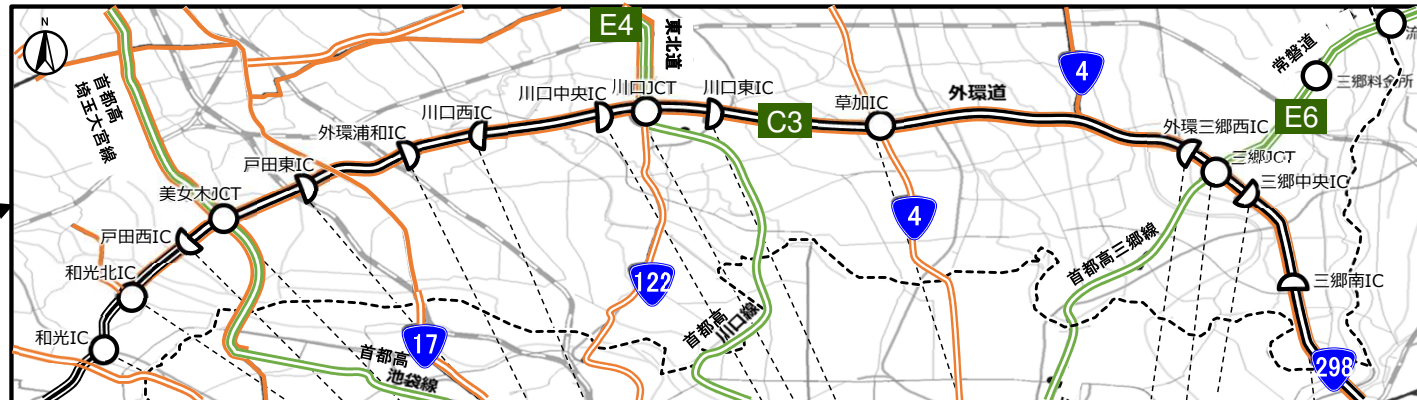 N
E4
東北道
首都高
埼玉大宮線
川口中央IC
川口JCT
川口東IC
川口西IC
外環浦和IC
戸田東IC
美女木JCT
戸田西IC
和光北IC
和光IC
C3
草加IC
外環道
4
常磐道
三郷料金所
E6
外環三郷西IC
三郷JCT
三郷中央IC
三郷南IC
4
122
17
首都高
池袋線
首都高
川口線
首都高三郷線
298
流